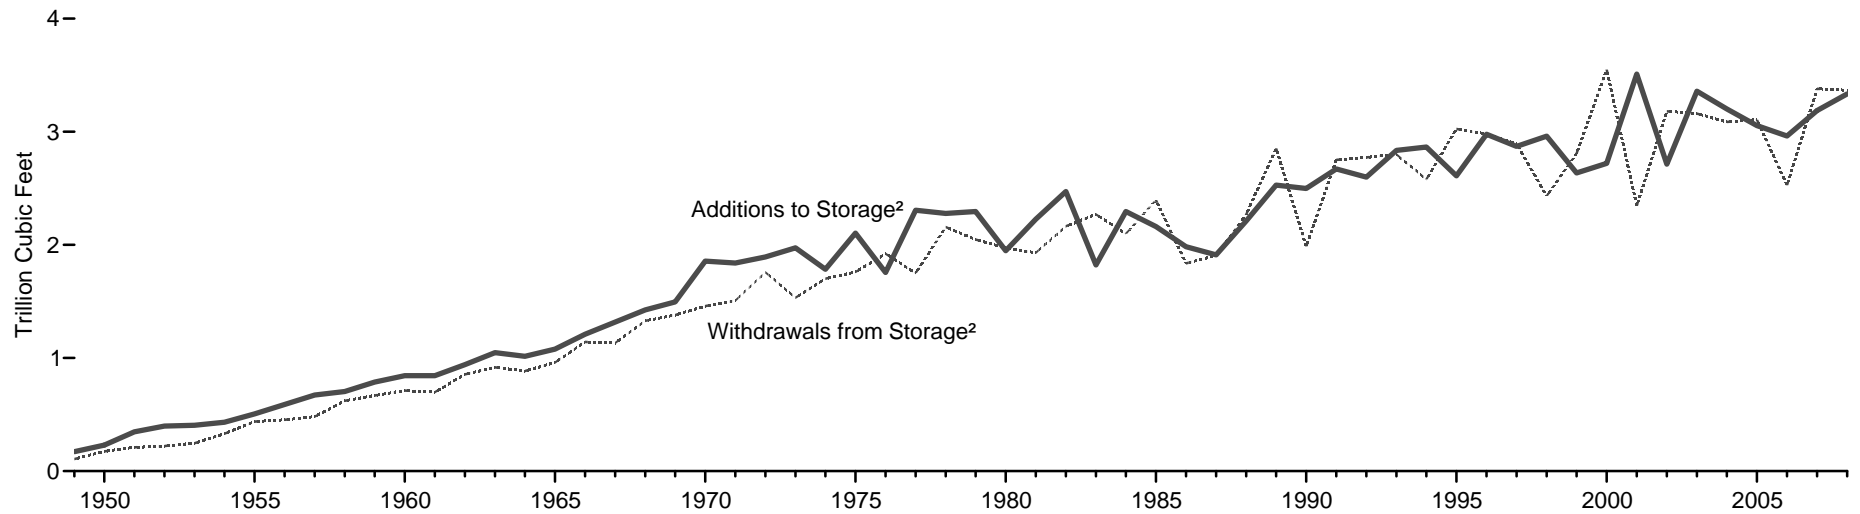 4
3
2
1
0
Trillion Cubic Feet
Additions to Storage²
Withdrawals from Storage²
1950 1955 1960 1965 1970 1975 1980 1985 1990 1995 2000 2005